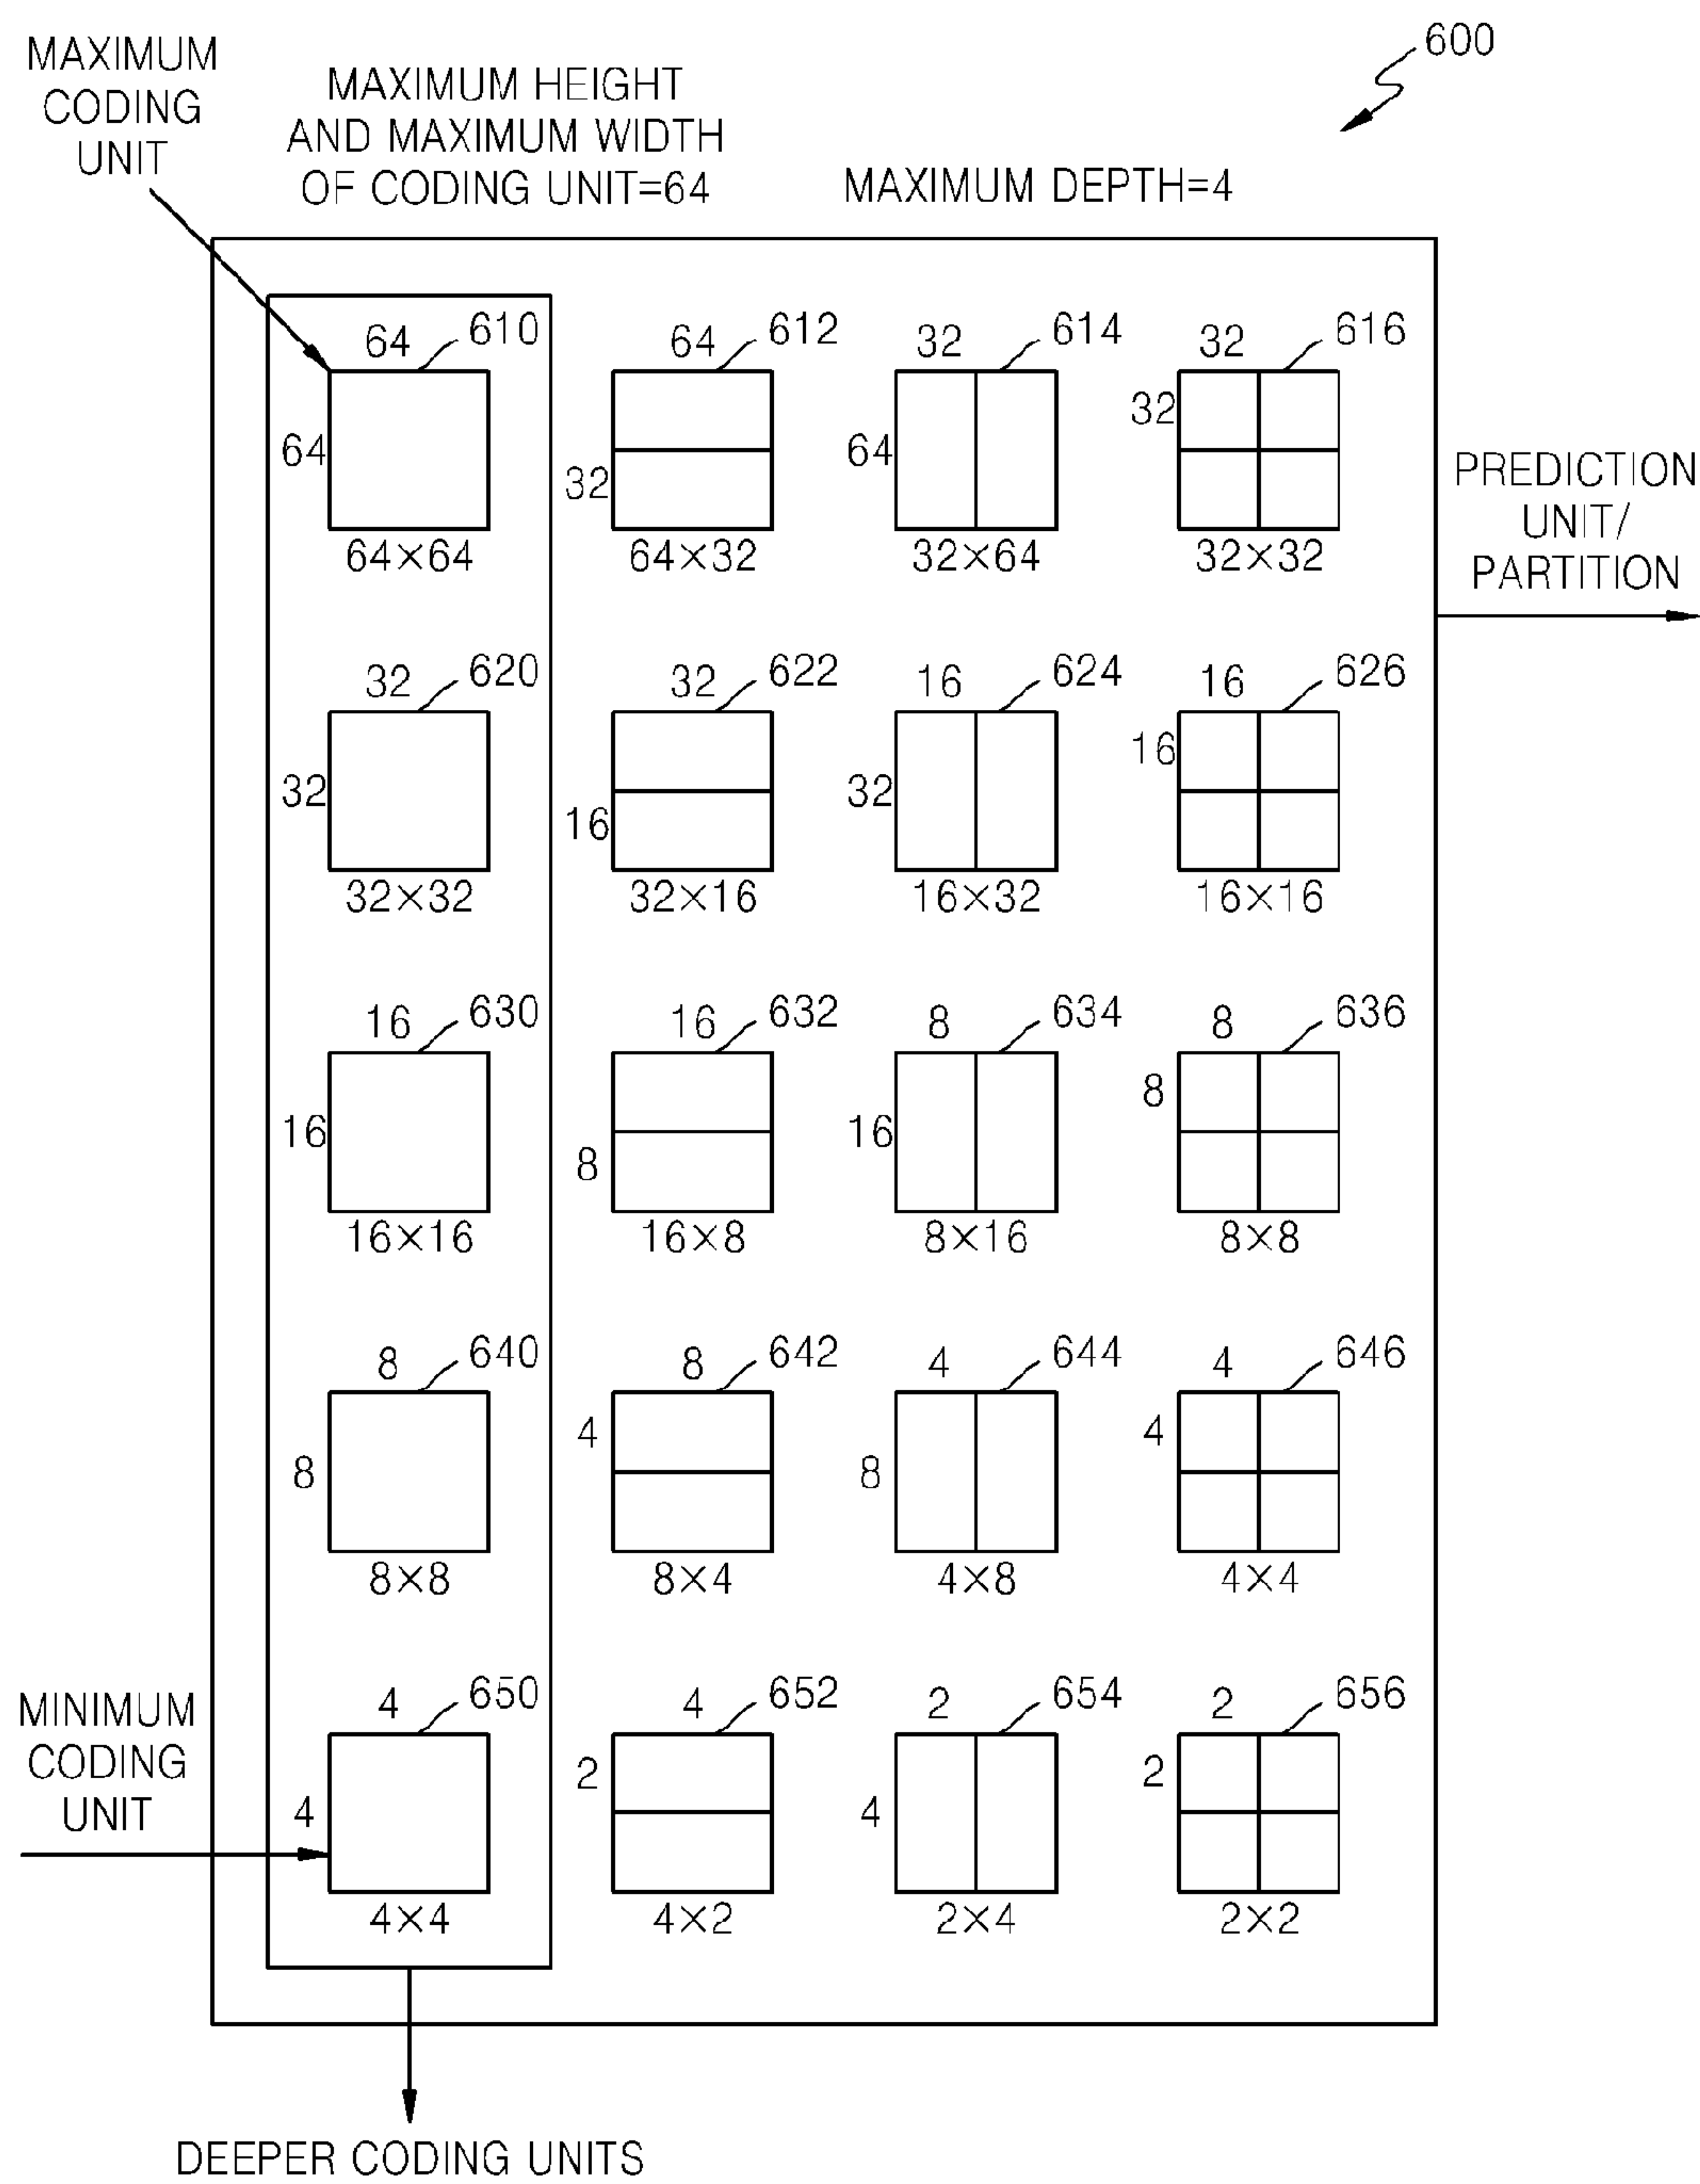 600
MAXIMUM
CODING
UNIT
MAXIMUM HEIGHT
AND MAXIMUM WIDTH
OF CODING UNIT=64
MAXIMUM DEPTH=4
64 610 64 612 32 614 32 616
64 32 64 32
64×64 64×32 32×64 32×32
PREDICTION
UNIT/
PARTITION
32 620 32 622 16 624 16 626
32 16 32 16
32×32 32×16 16×32 16×16
16 630 16 632 8 634 8 636
16 8 16 8
16×16 16×8 8×16 8×8
8 640 8 642 4 644 4 646
8 4 8 4
8×8 8×4 4×8 4×4
MINIMUM
CODING
UNIT
4 650 4 652 2 654 2 656
4 2 4 2
4×4 4×2 2×4 2×2
DEEPER CODING UNITS